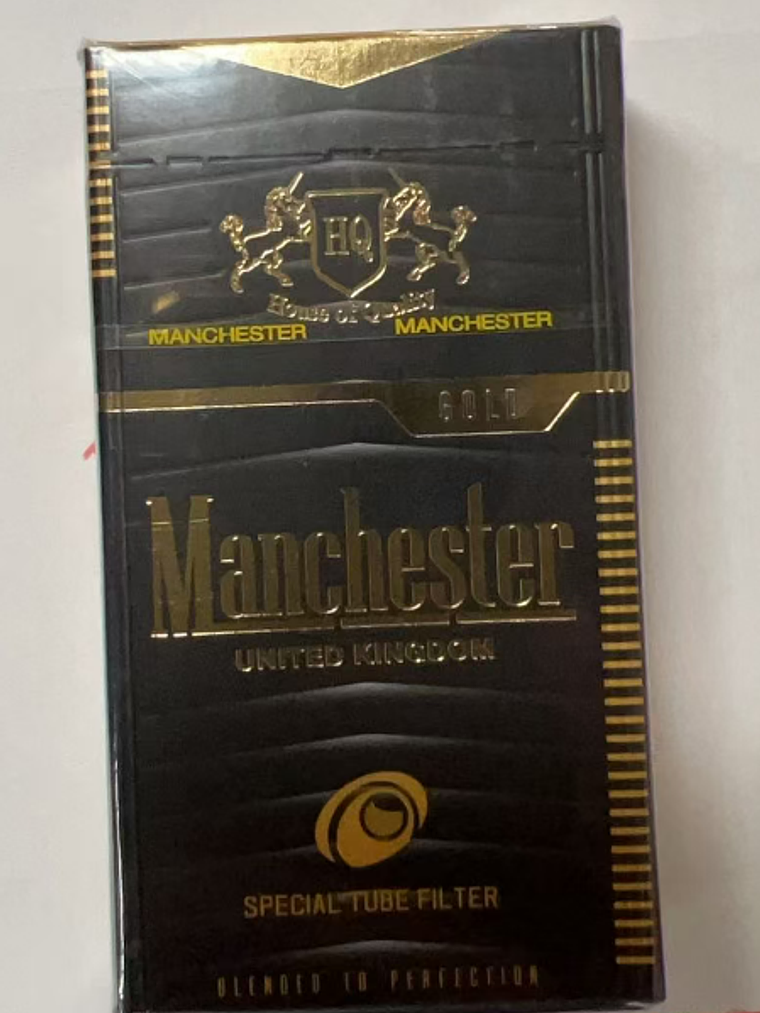 HQ
House of Quality
MANCHESTER MANCHESTER
GOLD
Manchester
UNITED KINGDOM
SPECIAL TUBE FILTER
BLENDED TO PERFECTION